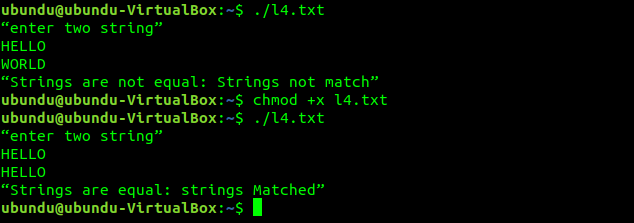 ubundu@ubundu-VirtualBox:~$ ./l4.txt
“enter two string”
HELLO
WORLD
“Strings are not equal: Strings not match”
ubundu@ubundu-VirtualBox:~$ chmod +x l4.txt
ubundu@ubundu-VirtualBox:~$ ./l4.txt
“enter two string”
HELLO
HELLO
“Strings are equal: strings Matched”
ubundu@ubundu-VirtualBox:~$